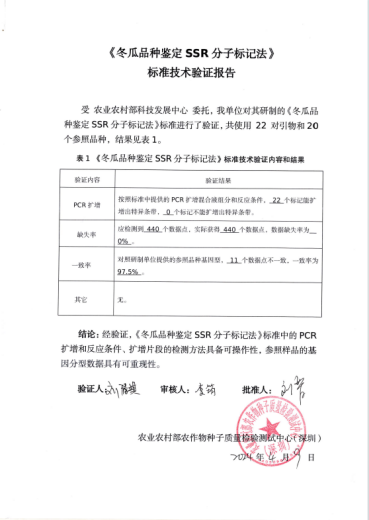 《冬瓜品种鉴定 SSR 分子标记法》
标准技术验证报告
受 农业农村部科技发展中心 委托，我单位对其研制的《冬瓜品
种鉴定 SSR 分子标记法》标准进行了验证，共使用 22 对引物和 20
个参照品种，结果见表 1。
表 1 《冬瓜品种鉴定 SSR 分子标记法》标准技术验证内容和结果
验证内容 验证结果
PCR 扩增 按照标准中提供的 PCR 扩增混合液组分和反应条件，22 个标记能扩
增出特异条带，0 个标记不能扩增出特异条带。
缺失率 应检测到 440 个数据点，实际获得 440 个数据点，数据缺失率为
0% 。
一致率 对照研制单位提供的参照品种基因型，11 个数据点不一致，一致率为
97.5% 。
其它 无。
结论：经验证，《冬瓜品种鉴定 SSR 分子标记法》标准中的 PCR
扩增和反应条件、扩增片段的检测方法具备可操作性，参照样品的基
因分型数据具有可重现性。
验证人： 审核人： 批准人：
农业农村部农作物种子质量检验测试中心（深圳）
2024 年 4 月 9 日